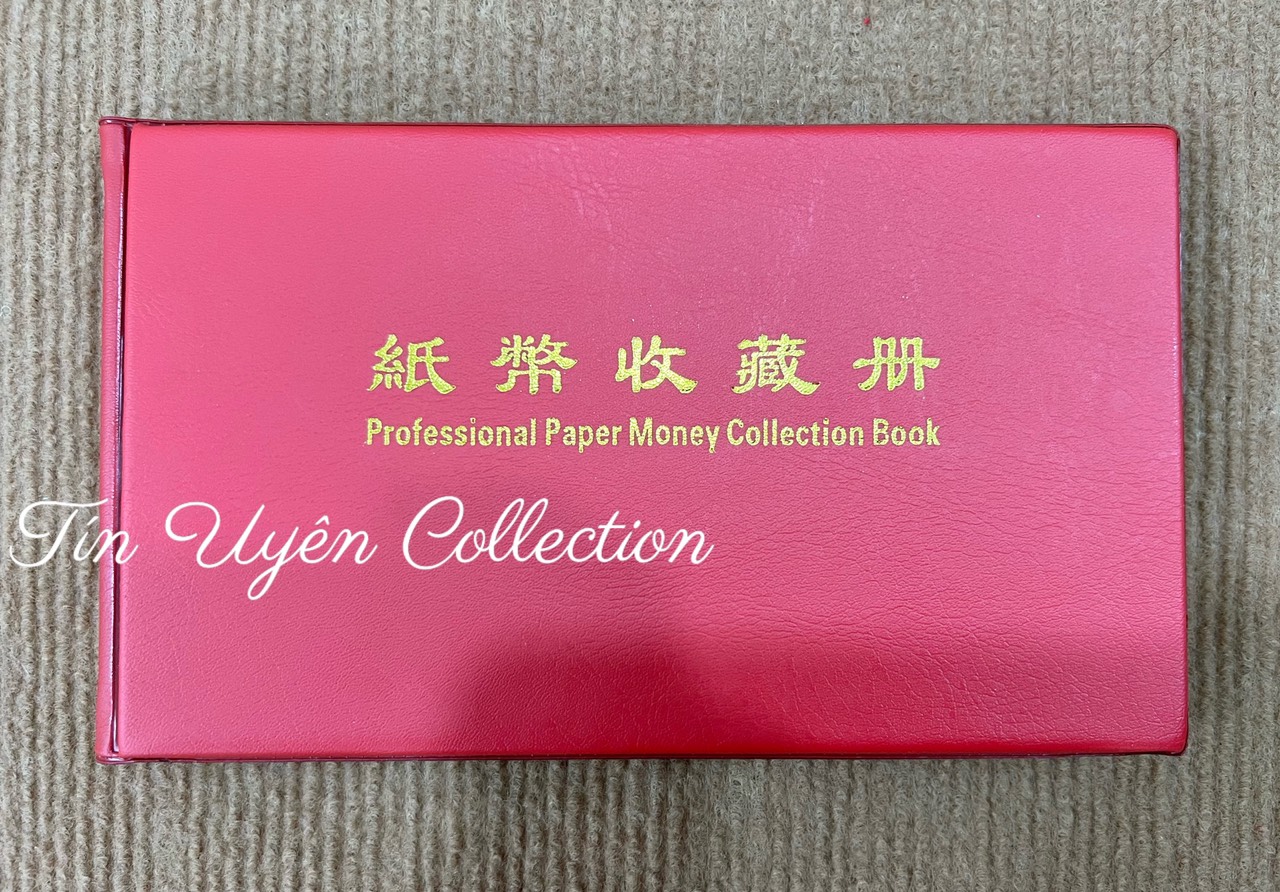 紙幣收藏册
Professional Paper Money Collection Book
Tín Uyên Collection